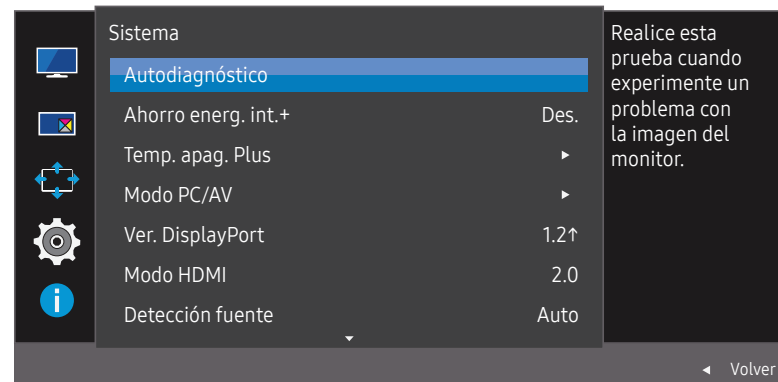 Sistema
Autodiagnóstico
Ahorro energ. int.+ Des.
Temp. apag. Plus ▸
Modo PC/AV ▸
Ver. DisplayPort 1.2↑
Modo HDMI 2.0
Detección fuente Auto
Realice esta
prueba cuando
experimente un
problema con
la imagen del
monitor.
Volver